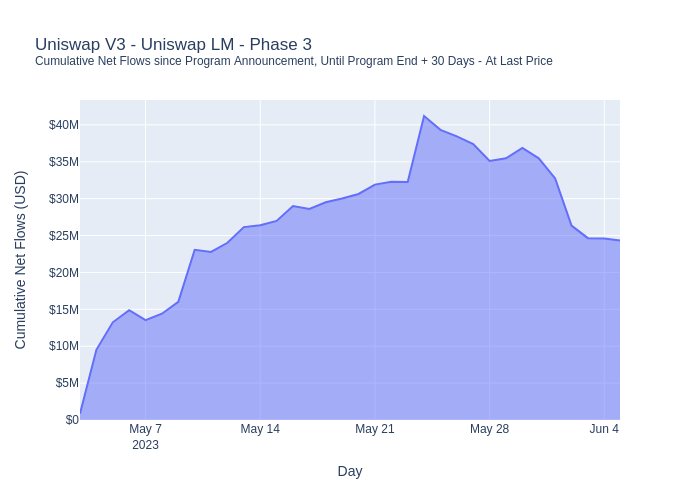 Uniswap V3 - Uniswap LM - Phase 3
Cumulative Net Flows since Program Announcement, Until Program End + 30 Days - At Last Price
Cumulative Net Flows (USD)
$40M
$35M
$30M
$25M
$20M
$15M
$10M
$5M
$0
May 7
2023
May 14
May 21
May 28
Jun 4
Day